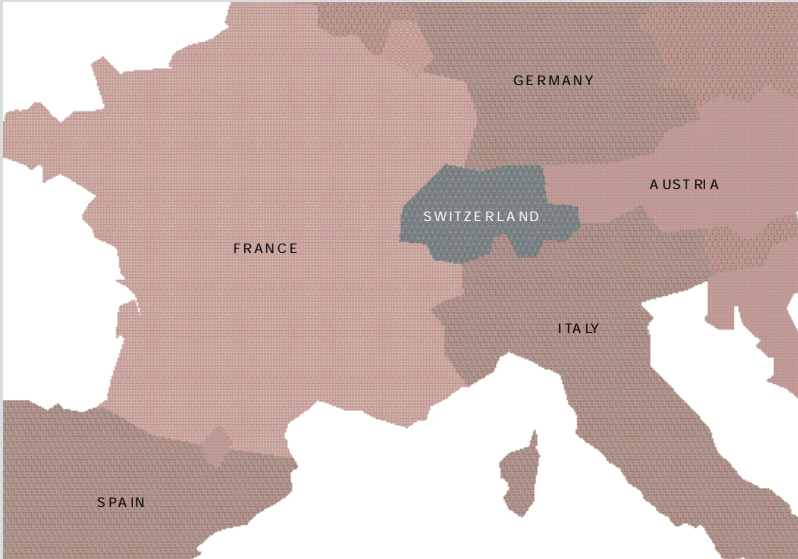 GERMANY
AUSTRIA
SWITZERLAND
FRANCE
ITALY
SPAIN